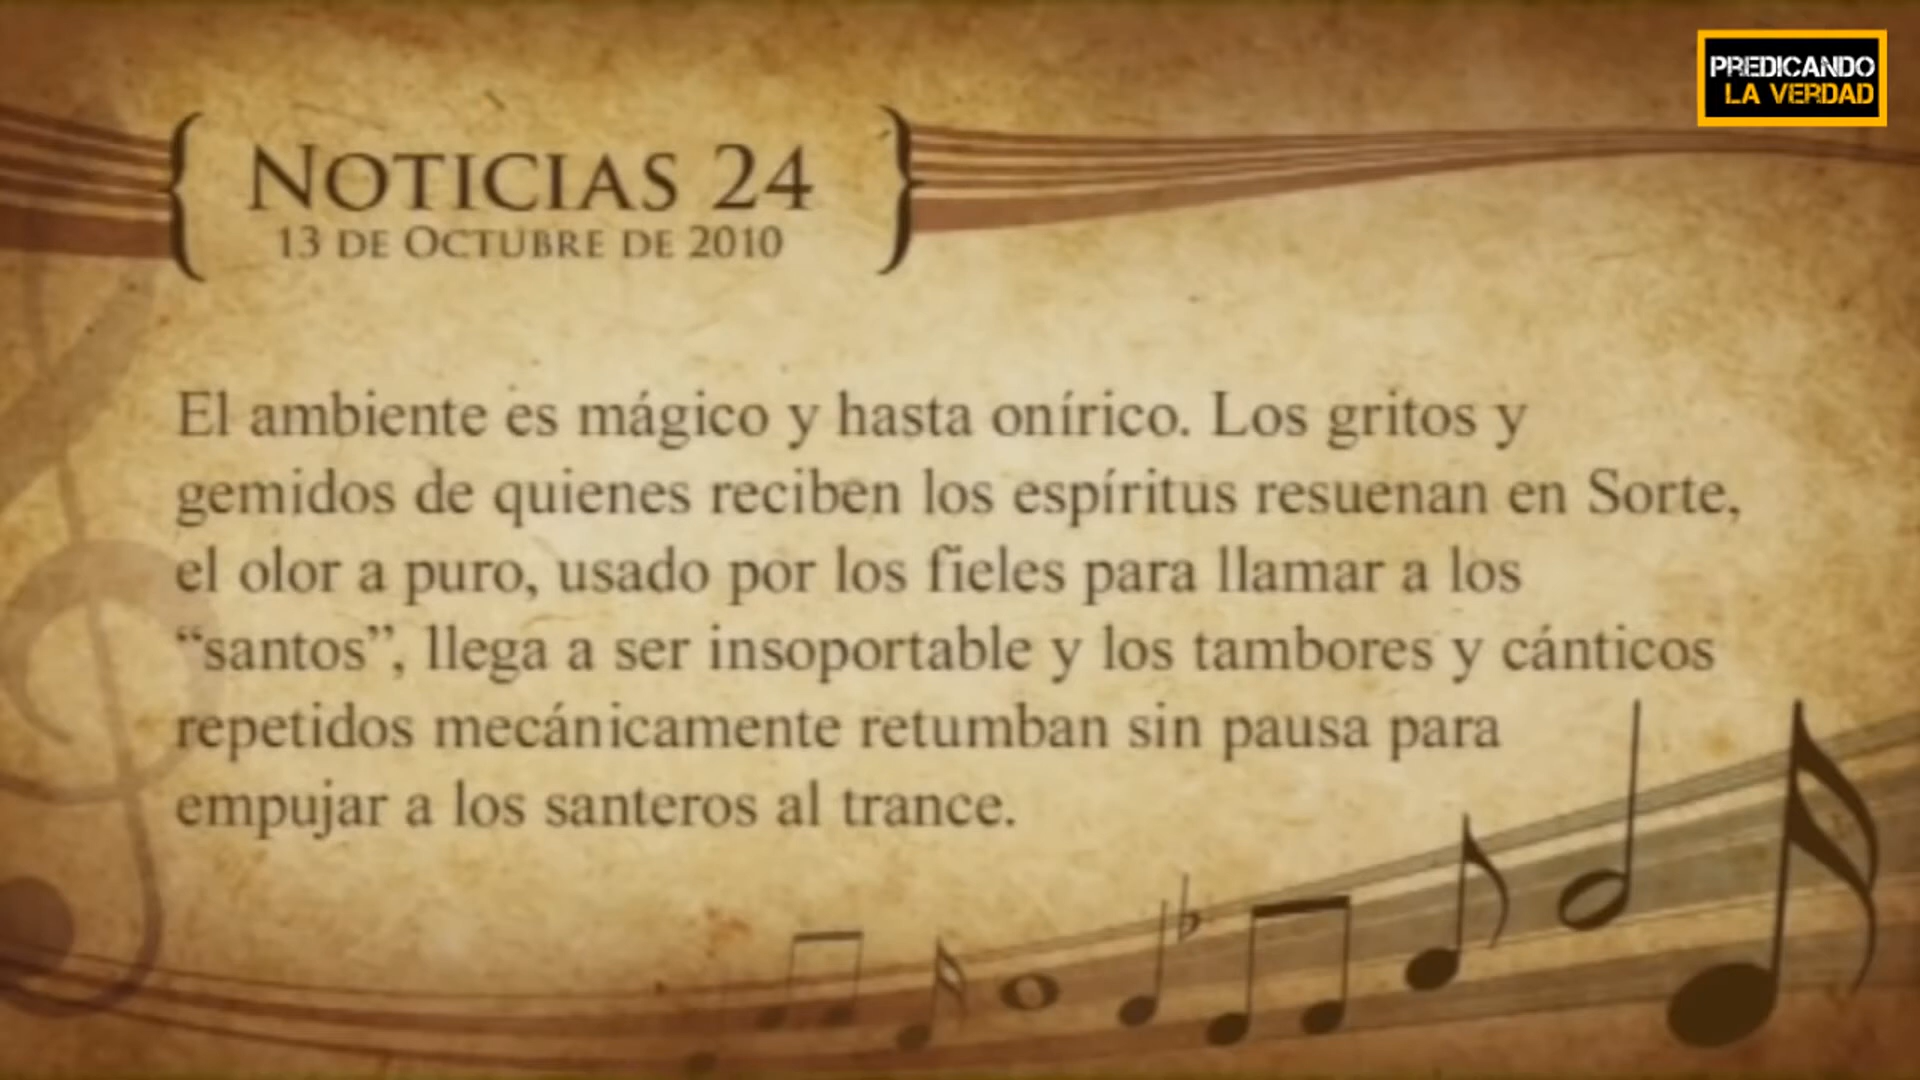 PREDICANDO
LA VERDAD
NOTICIAS 24
13 DE OCTUBRE DE 2010
El ambiente es mágico y hasta onírico. Los gritos y
gemidos de quienes reciben los espíritus resuenan en Sorte,
el olor a puro, usado por los fieles para llamar a los
“santos”, llega a ser insoportable y los tambores y cánticos
repetidos mecánicamente retumban sin pausa para
empujar a los santeros al trance.